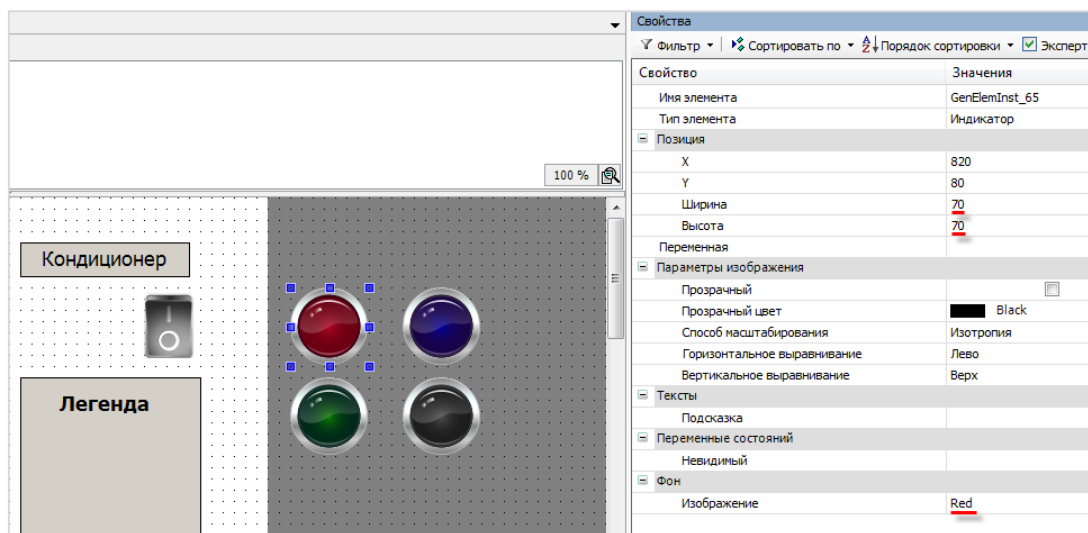 Свойства
Фильтр Сортировать по Порядок сортировки Эксперт
Свойство Значения
Имя элемента GenElemInst_65
Тип элемента Индикатор
Позиция
X 820
Y 80
Ширина 70
Высота 70
Переменная
Параметры изображения
Прозрачный
Прозрачный цвет Black
Способ масштабирования Изотропия
Горизонтальное выравнивание Лево
Вертикальное выравнивание Верх
Тексты
Подсказка
Переменные состояний
Невидимый
Фон
Изображение Red
100 %
Кондиционер
Легенда